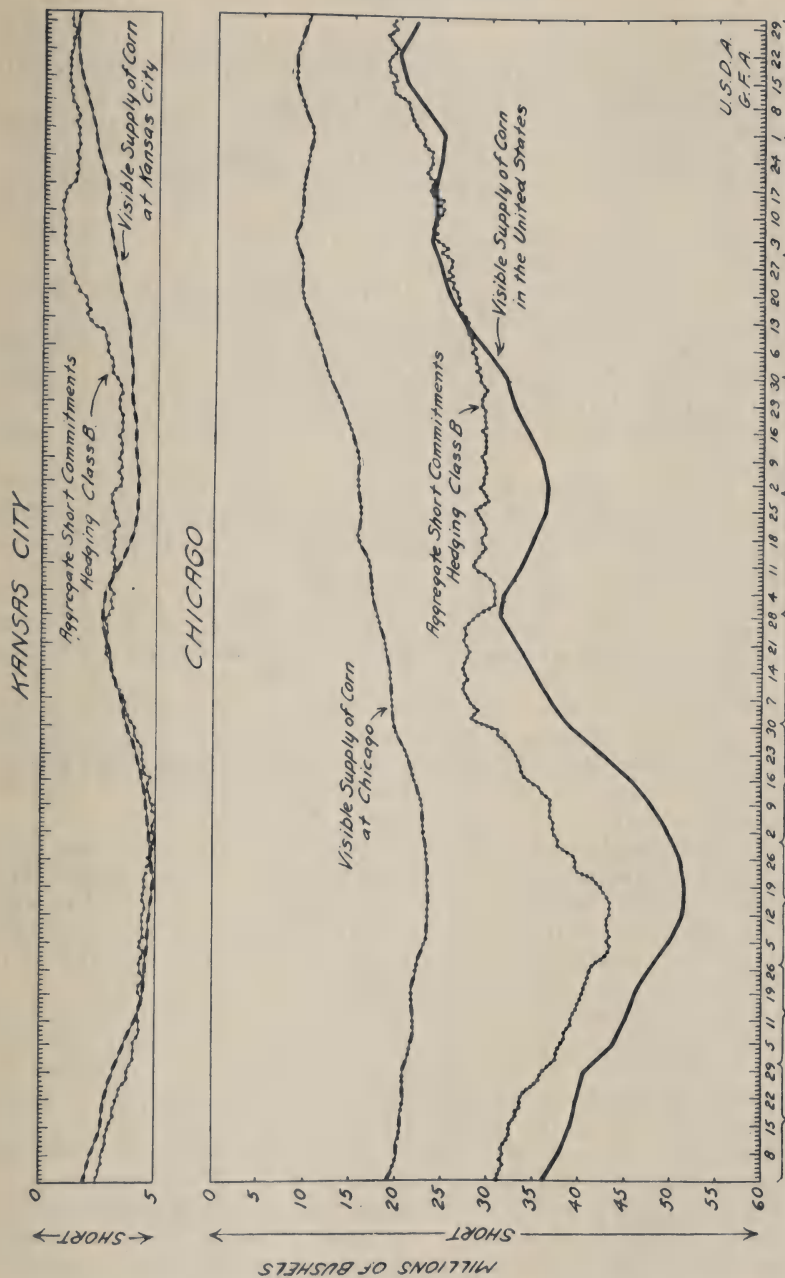 KANSAS CITY
0
5
SHORT
Aggregate Short Commitments
Hedging Class B.
Visible Supply of Corn
at Kansas City
CHICAGO
MILLIONS OF BUSHELS
SHORT
0
5
10
15
20
25
30
35
40
45
50
55
60
Visible Supply of Corn
at Chicago
Aggregate Short Commitments
Hedging Class B
Visible Supply of Corn
in the United States
U.S.D.A.
G.F.A.
8 15 22 29 5 11 19 26 5 12 19 26 2 9 16 23 30 7 14 21 28 4 11 18 25 2 9 16 23 30 6 13 20 27 3 10 17 24 1 8 15 22 29